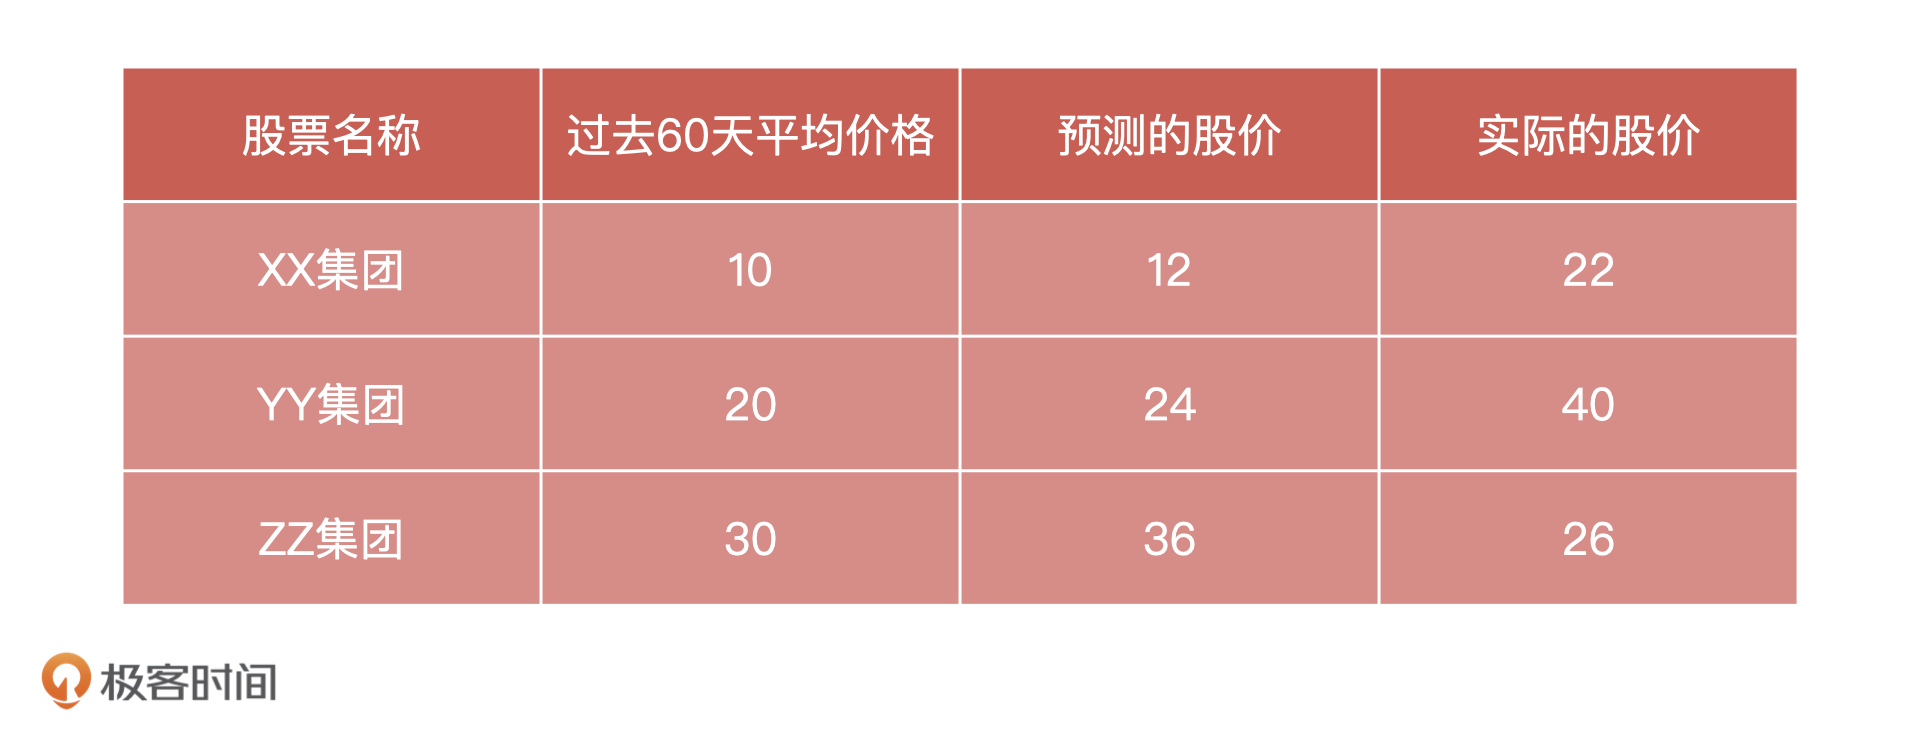 股票名称 过去60天平均价格 预测的股价 实际的股价
XX集团 10 12 22
YY集团 20 24 40
ZZ集团 30 36 26
极客时间